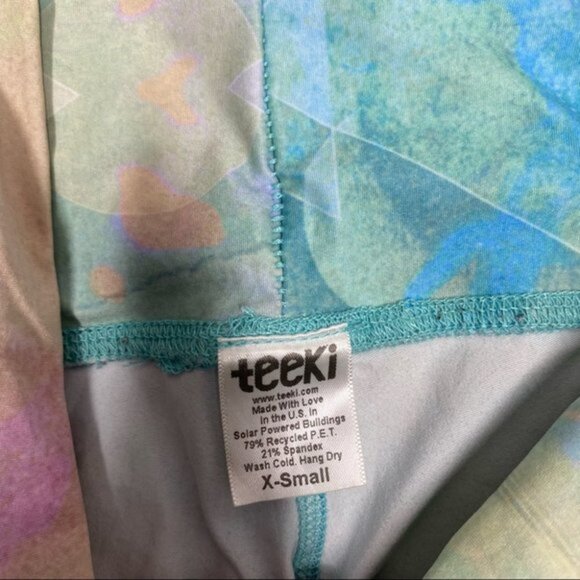 teeki
www.teeki.com
Made With Love
in the U.S. in
Solar Powered Buildings
79% Recycled P.E.T.
21% Spandex
Wash Cold. Hang Dry
X-Small